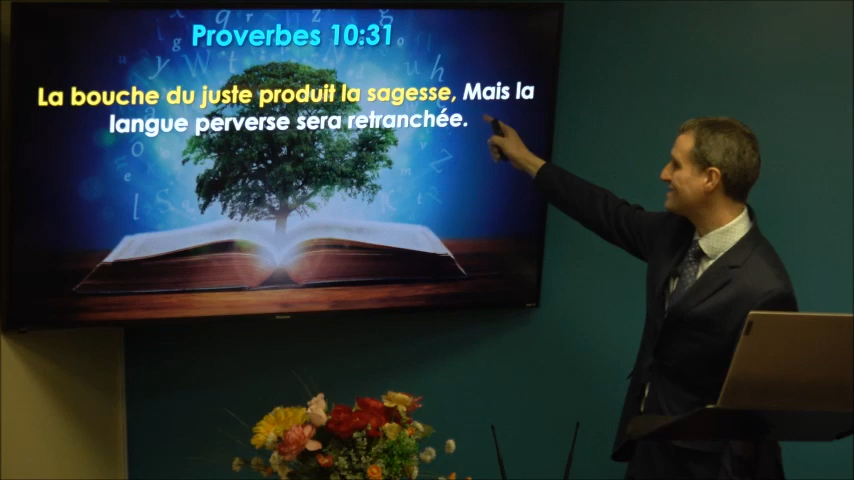 Proverbes 10:31
La bouche du juste produit la sagesse, Mais la
langue perverse sera retranchée.